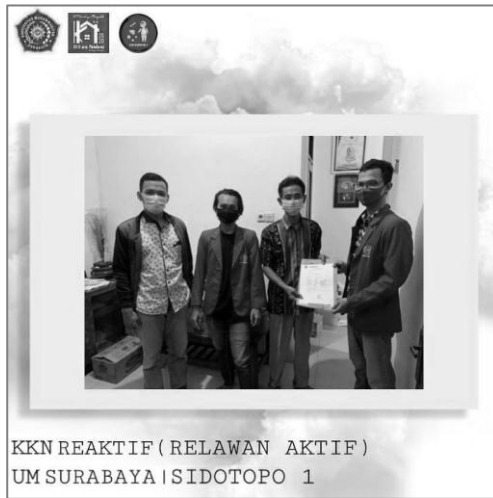 KKN REAKTIF (RELAWAN AKTIF)
UM SURABAYA | SIDOTOPO 1